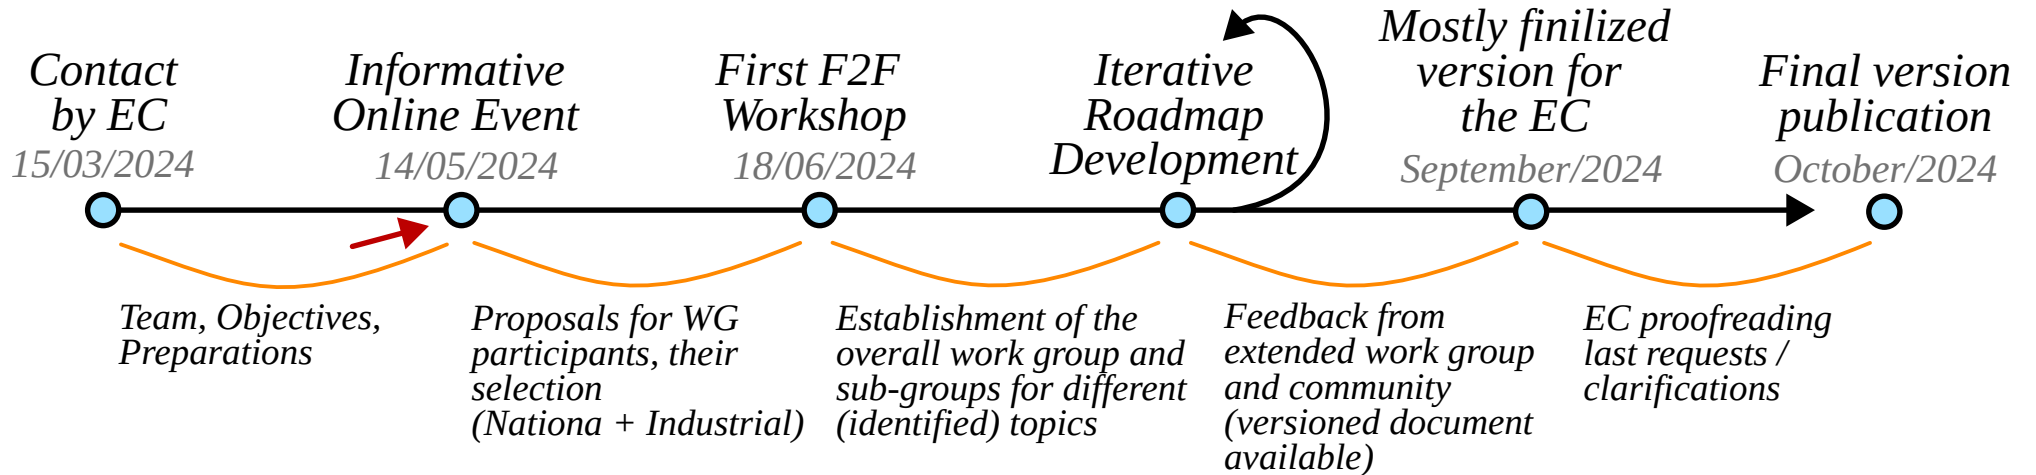 Contact
by EC
15/03/2024
Informative
Online Event
14/05/2024
First F2F
Workshop
18/06/2024
Iterative
Roadmap
Development
Mostly finilized
version for
the EC
September/2024
Final version
publication
October/2024
Team, Objectives,
Preparations
Proposals for WG
participants, their
selection
(Nationa + Industrial)
Establishment of the
overall work group and
sub-groups for different
(identified) topics
Feedback from
extended work group
and community
(versioned document
available)
EC proofreading
last requests /
clarifications